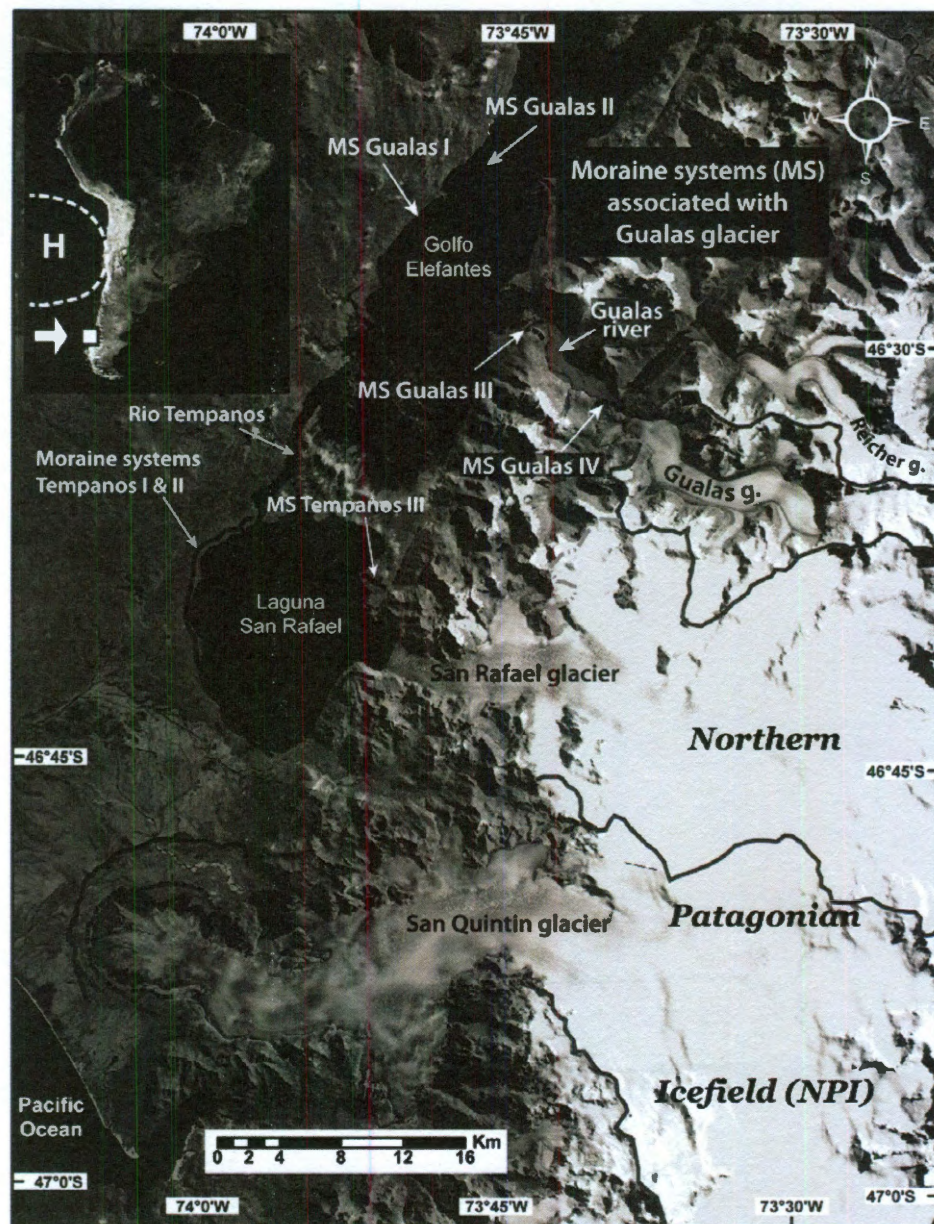 74°0'W
73°45'W
73°30'W
N
W
E
S
MS Gualas II
MS Gualas I
Moraine systems (MS)
associated with
Gualas glacier
H
Golfo
Elefantes
Gualas
river
46°30'S
MS Gualas III
Rio Tempanos
Reicher g.
Moraine systems
Tempanos I & II
MS Gualas IV
Gualas g.
MS Tempanos III
Laguna
San Rafael
San Rafael glacier
Northern
46°45'S
46°45'S
San Quintin glacier
Patagonian
Icefield (NPI)
Pacific
Ocean
Km
0 2 4 8 12 16
47°0'S
47°0'S
74°0'W
73°45'W
73°30'W